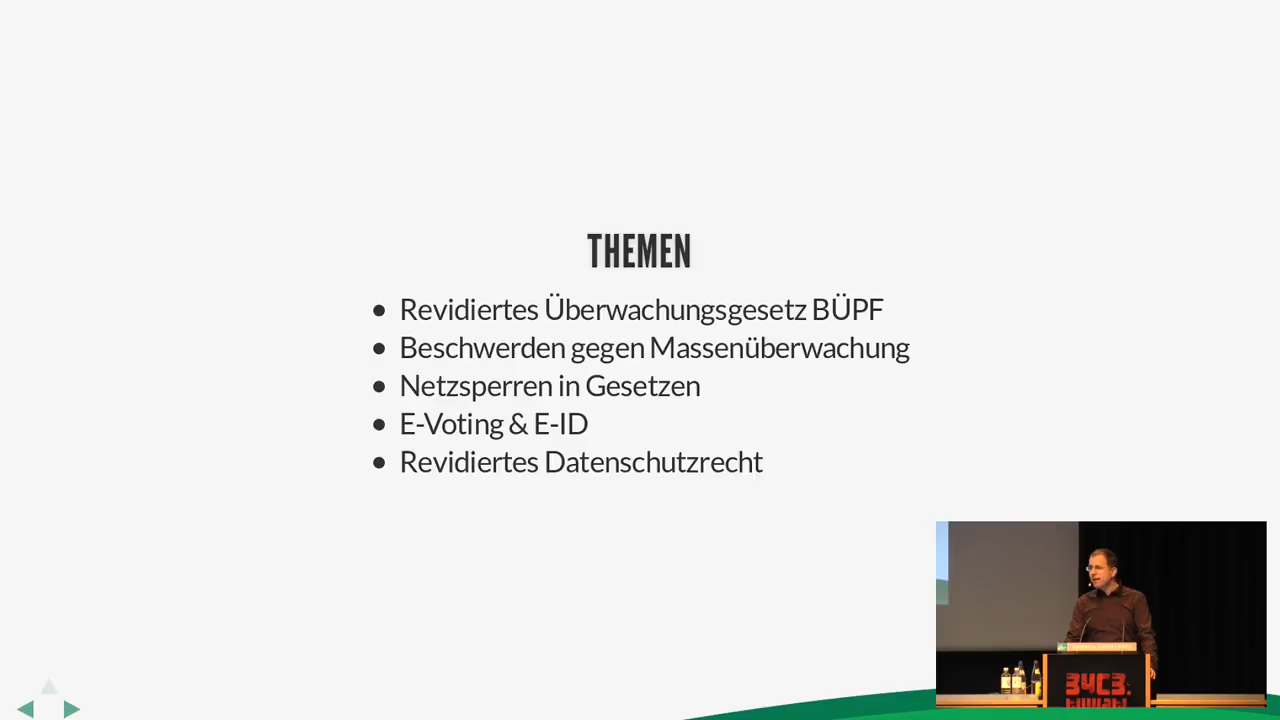 THEMEN
Revidiertes Überwachungsgesetz BÜPF
Beschwerden gegen Massenüberwachung
Netzsperren in Gesetzen
E-Voting & E-ID
Revidiertes Datenschutzrecht
34C3.